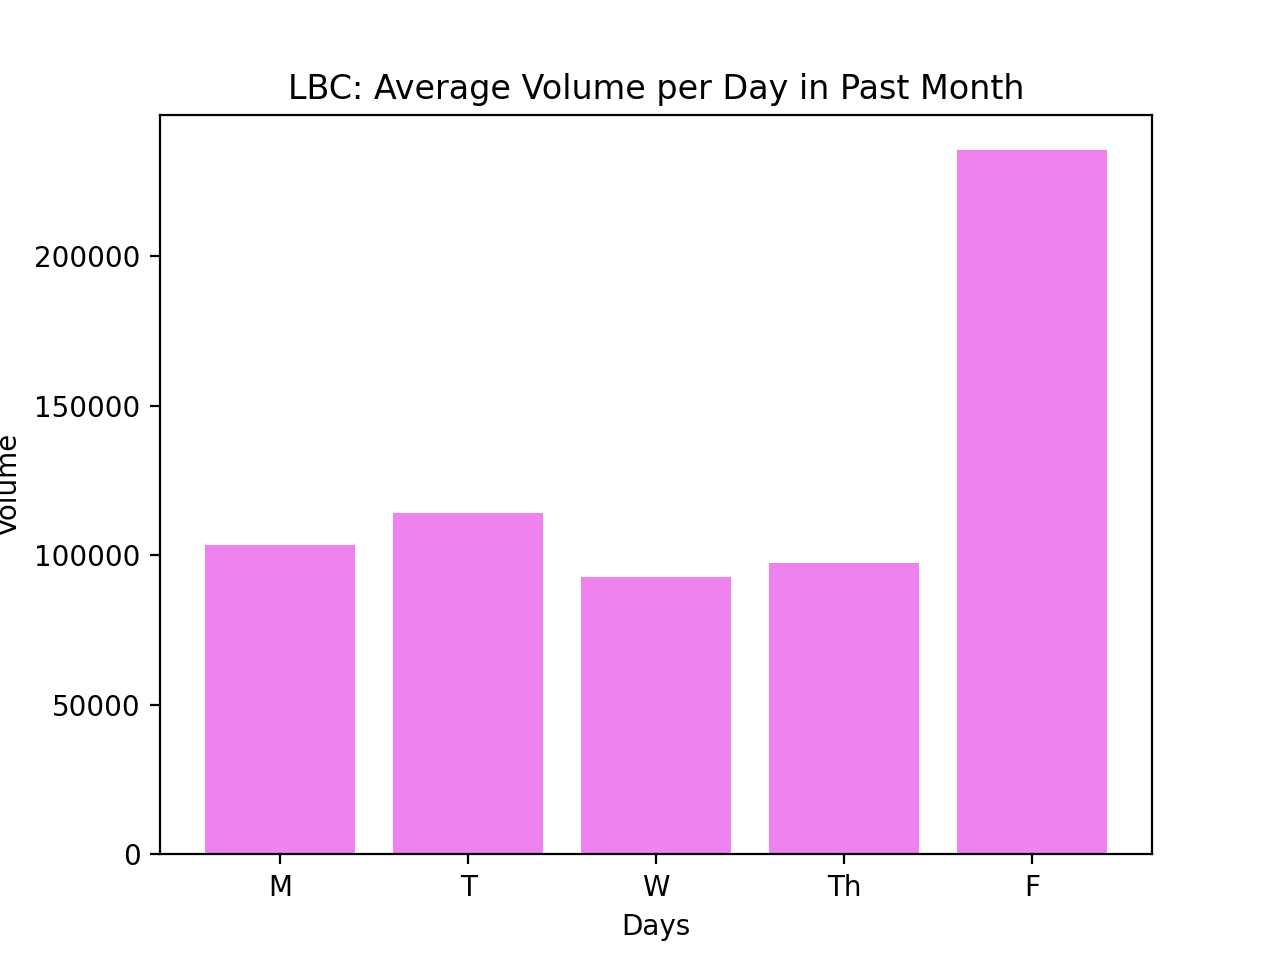 LBC: Average Volume per Day in Past Month
Volume
200000
150000
100000
50000
0
M T W Th F
Days